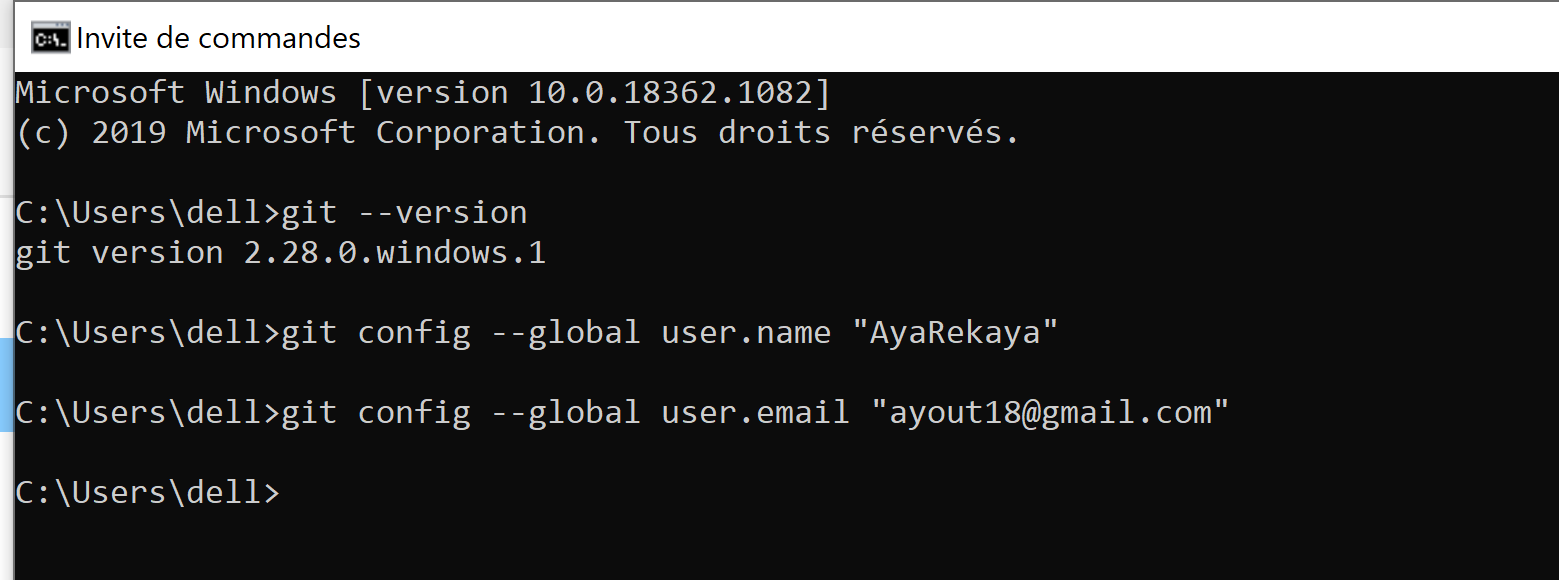 Invite de commandes
Microsoft Windows [version 10.0.18362.1082]
(c) 2019 Microsoft Corporation. Tous droits réservés.
C:\Users\dell>git --version
git version 2.28.0.windows.1
C:\Users\dell>git config --global user.name "AyaRekaya"
C:\Users\dell>git config --global user.email "ayout18@gmail.com"
C:\Users\dell>